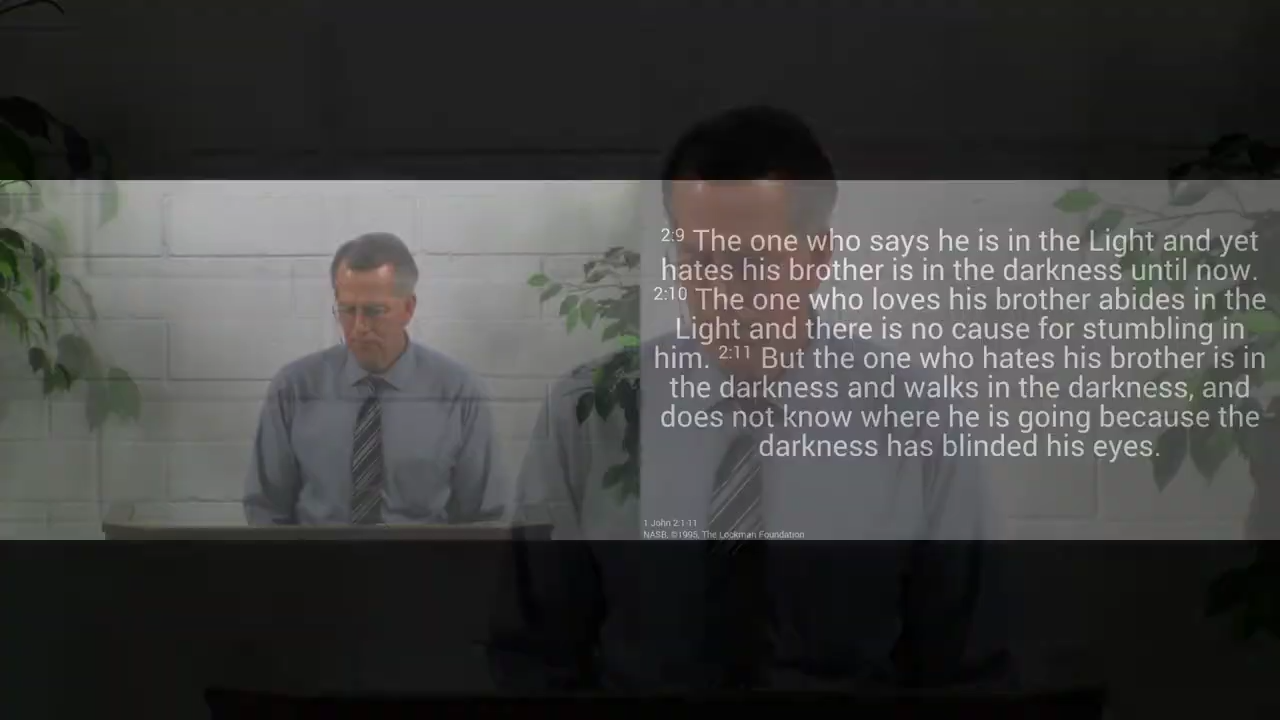 2:9 The one who says he is in the Light and yet
hates his brother is in the darkness until now.
2:10 The one who loves his brother abides in the
Light and there is no cause for stumbling in
him. 2:11 But the one who hates his brother is in
the darkness and walks in the darkness, and
does not know where he is going because the
darkness has blinded his eyes.
1 John 2:1-11
NASB, ©1995, The Lockman Foundation